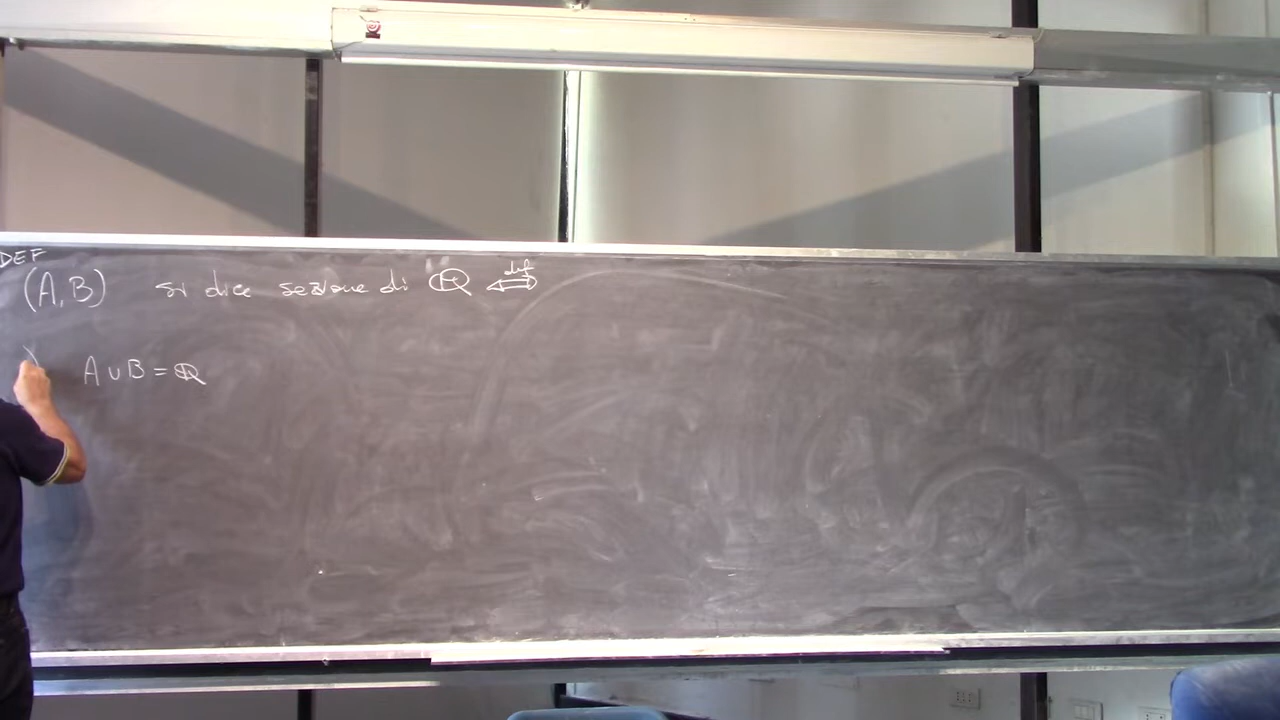 DEF
(A,B) si dice sezione di ℚ ⟺ def
A ∪ B = ℚ